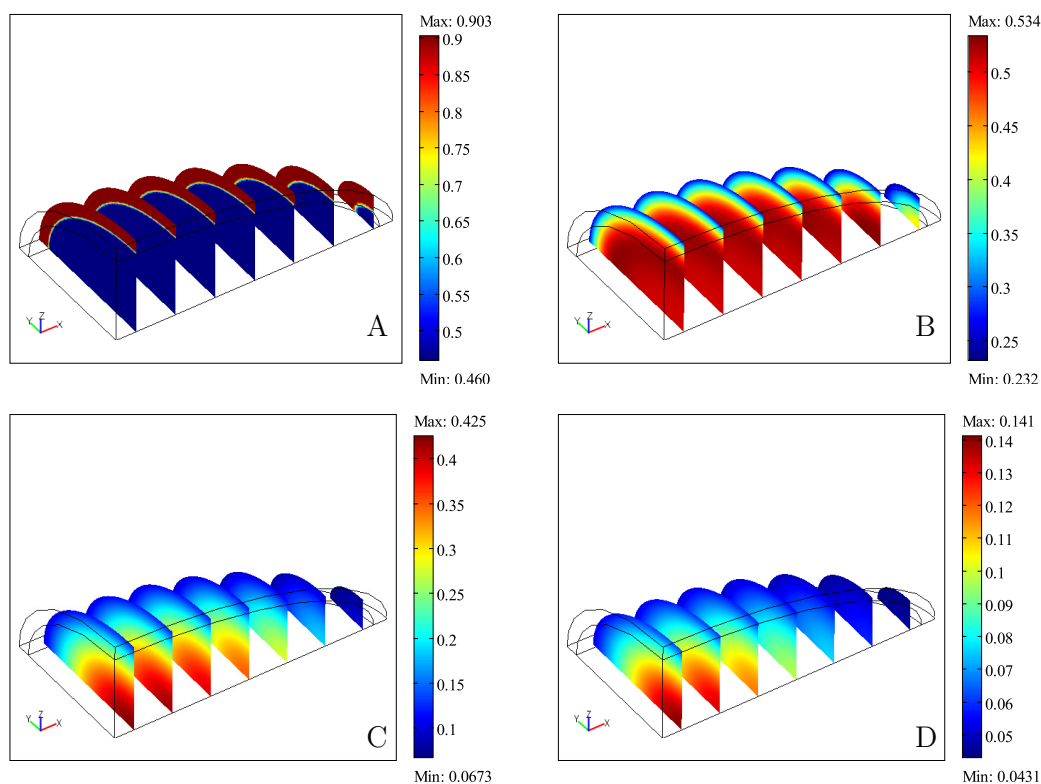 Max: 0.903
0.9
0.85
0.8
0.75
0.7
0.65
0.6
0.55
0.5
Min: 0.460
Y Z X
A
Max: 0.534
0.5
0.45
0.4
0.35
0.3
0.25
Min: 0.232
Y Z X
B
Max: 0.425
0.4
0.35
0.3
0.25
0.2
0.15
0.1
Min: 0.0673
Y Z X
C
Max: 0.141
0.14
0.13
0.12
0.11
0.1
0.09
0.08
0.07
0.06
0.05
Min: 0.0431
Y Z X
D